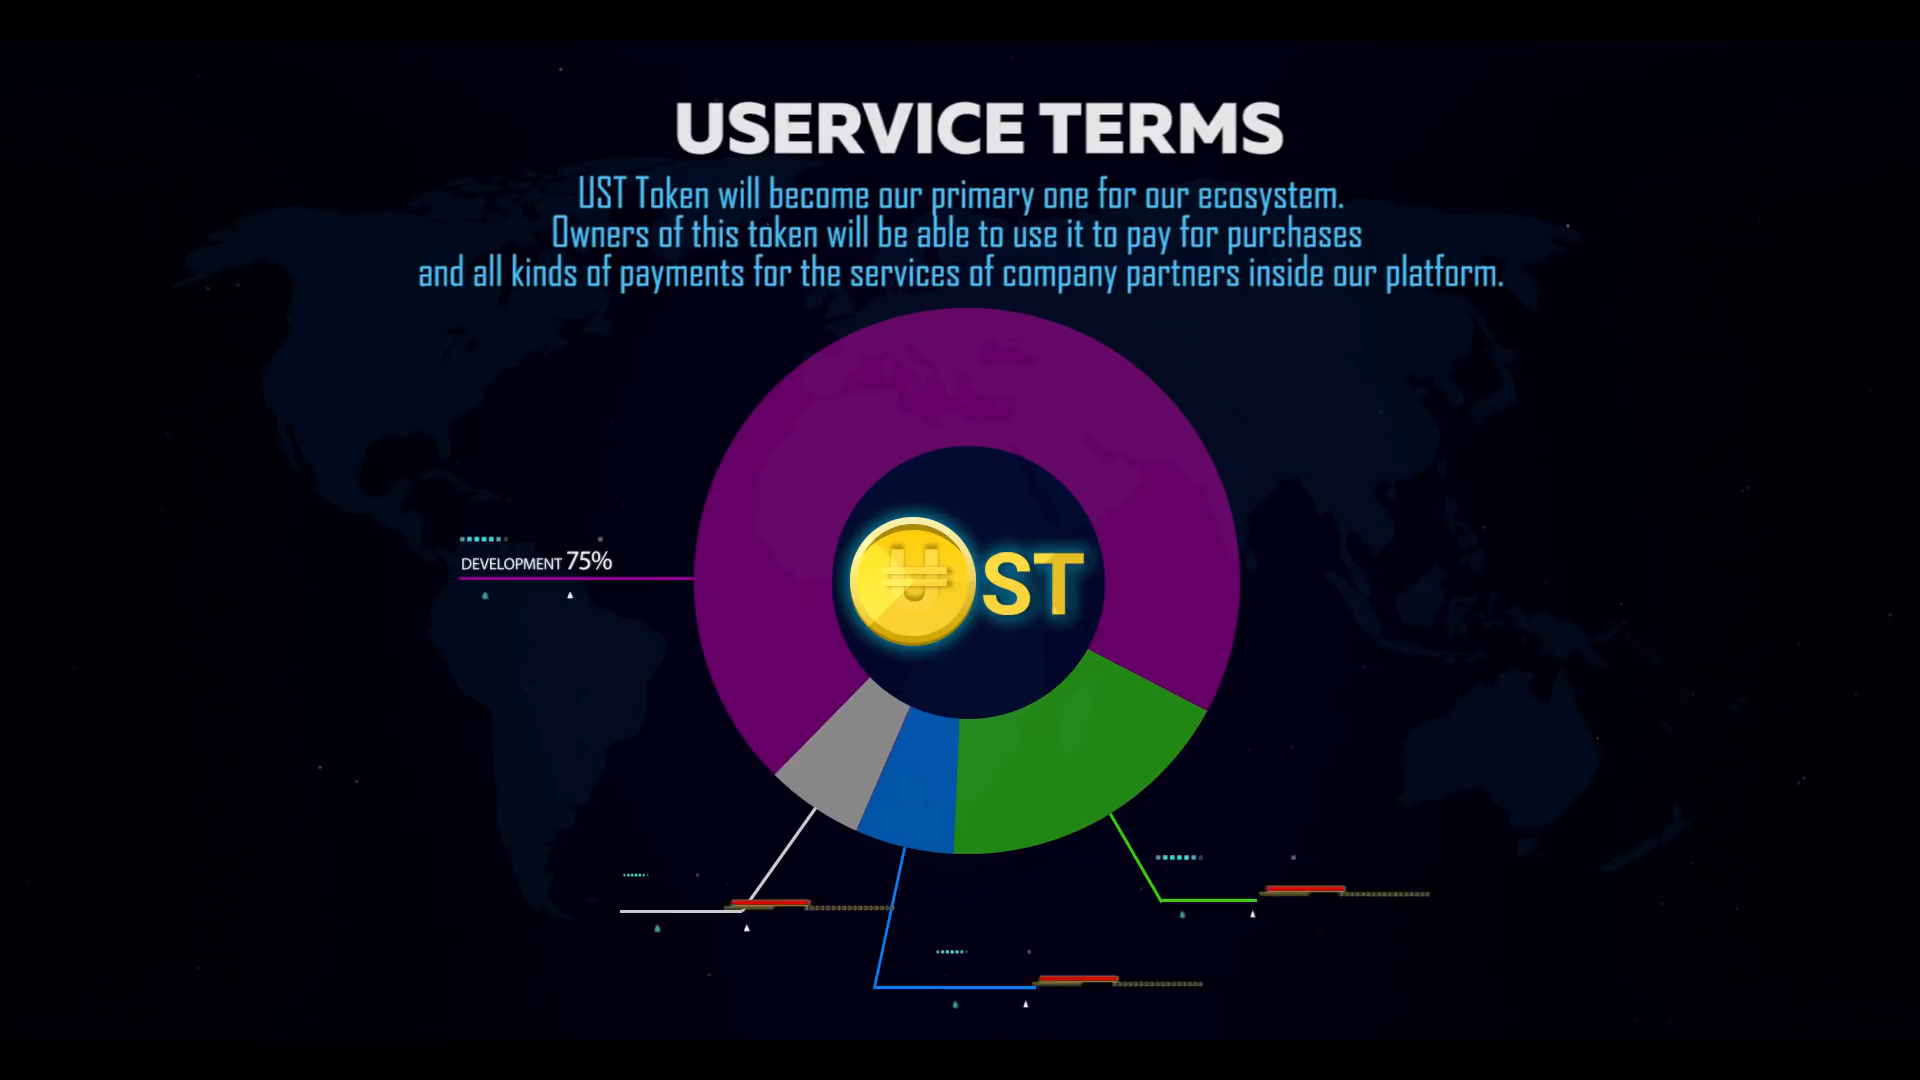 USERVICE TERMS
UST Token will become our primary one for our ecosystem.
Owners of this token will be able to use it to pay for purchases
and all kinds of payments for the services of company partners inside our platform.
UST
DEVELOPMENT 75%